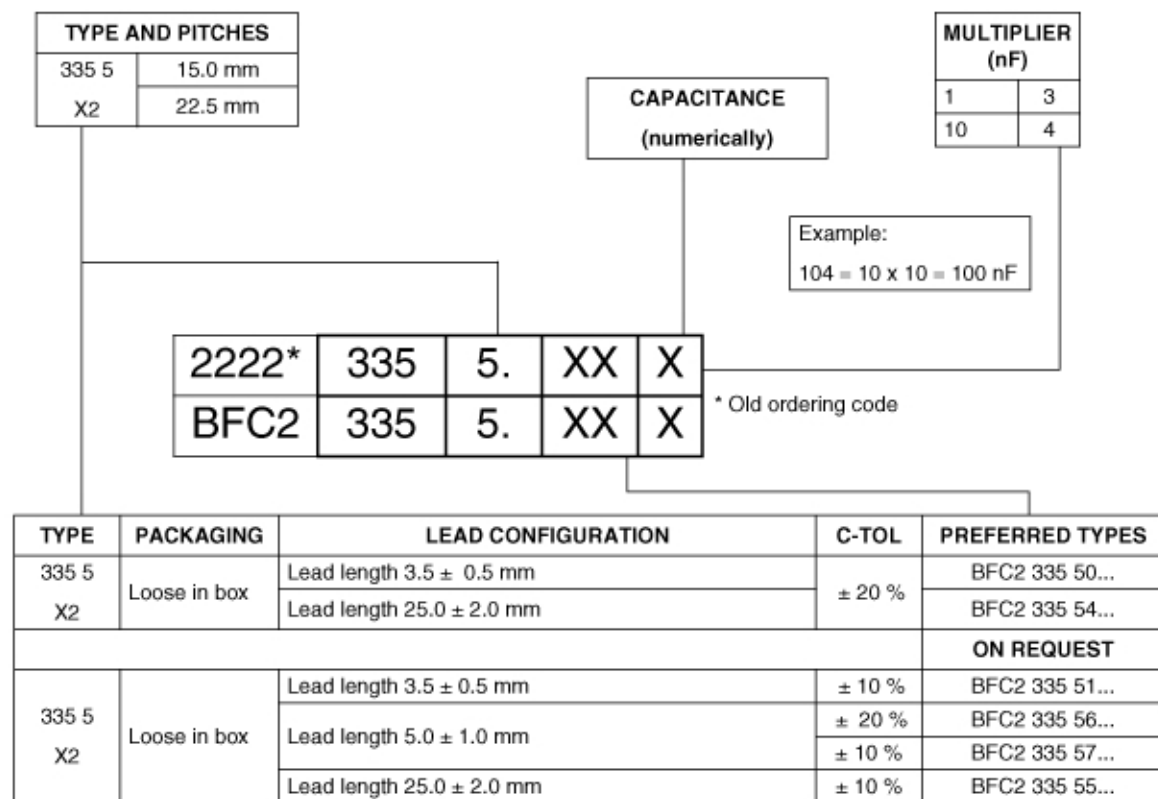 TYPE AND PITCHES
335 5 15.0 mm
X2 22.5 mm
CAPACITANCE
(numerically)
MULTIPLIER
(nF)
1 3
10 4
Example:
104 = 10 x 10 = 100 nF
2222* 335 5. XX X
BFC2 335 5. XX X
* Old ordering code
TYPE PACKAGING LEAD CONFIGURATION C-TOL PREFERRED TYPES
335 5 X2 Loose in box Lead length 3.5 ± 0.5 mm ± 20 % BFC2 335 50...
Lead length 25.0 ± 2.0 mm BFC2 335 54...
ON REQUEST
335 5 X2 Loose in box Lead length 3.5 ± 0.5 mm ± 10 % BFC2 335 51...
Lead length 5.0 ± 1.0 mm ± 20 % BFC2 335 56...
± 10 % BFC2 335 57...
Lead length 25.0 ± 2.0 mm ± 10 % BFC2 335 55...